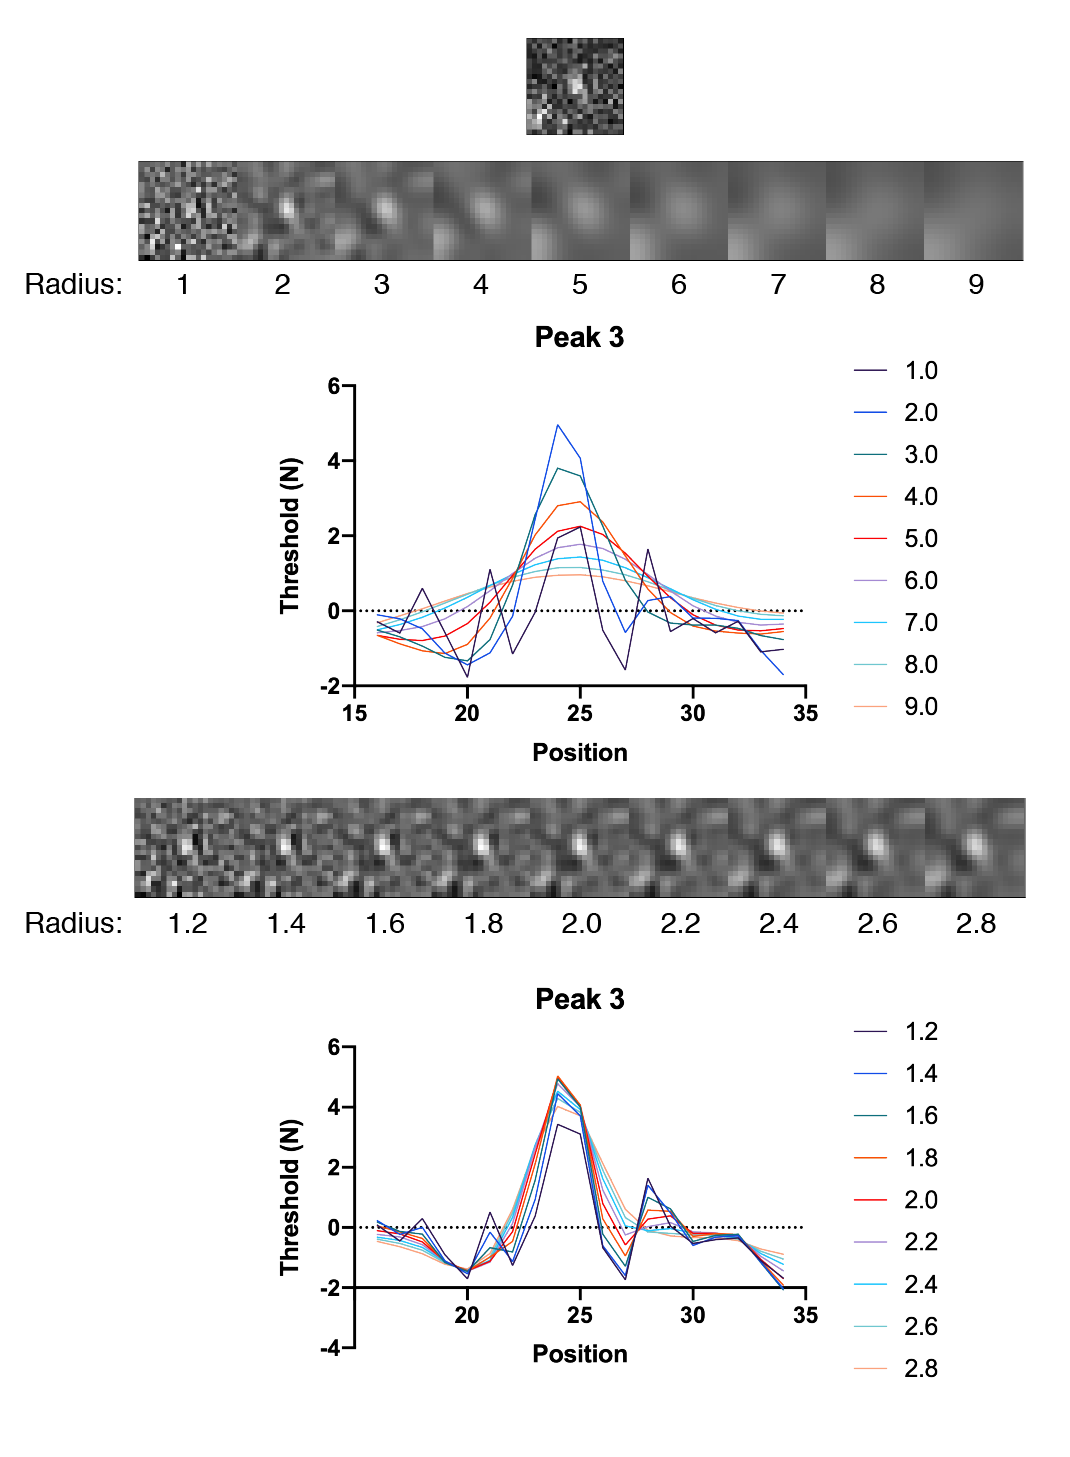 Radius: 1 2 3 4 5 6 7 8 9
Peak 3
Threshold (N)
6
4
2
0
-2
15 20 25 30 35
Position
1.0
2.0
3.0
4.0
5.0
6.0
7.0
8.0
9.0
Radius: 1.2 1.4 1.6 1.8 2.0 2.2 2.4 2.6 2.8
Peak 3
Threshold (N)
6
4
2
0
-2
-4
20 25 30 35
Position
1.2
1.4
1.6
1.8
2.0
2.2
2.4
2.6
2.8